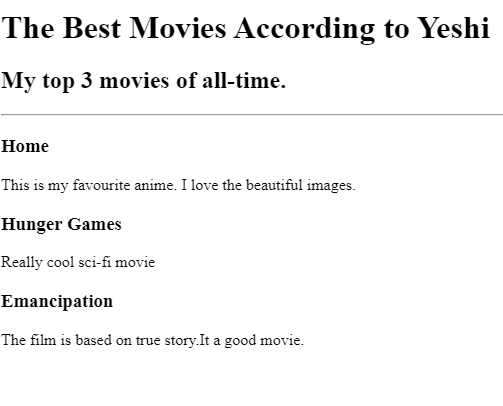 The Best Movies According to Yeshi
My top 3 movies of all-time.
Home
This is my favourite anime. I love the beautiful images.
Hunger Games
Really cool sci-fi movie
Emancipation
The film is based on true story.It a good movie.